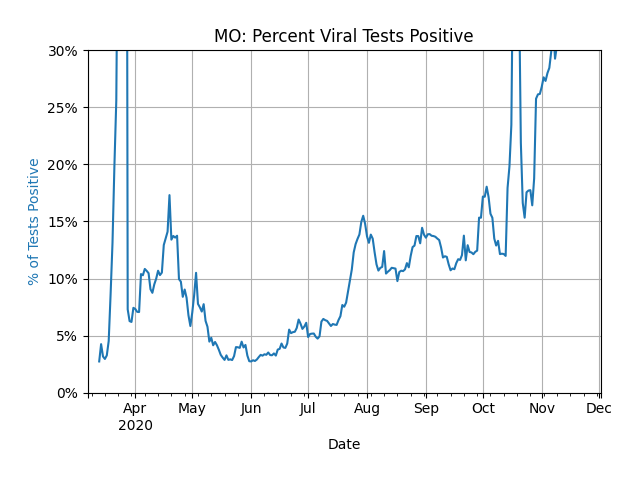 MO: Percent Viral Tests Positive
30%
25%
20%
15%
10%
5%
0%
% of Tests Positive
Apr May Jun Jul Aug Sep Oct Nov Dec
2020
Date